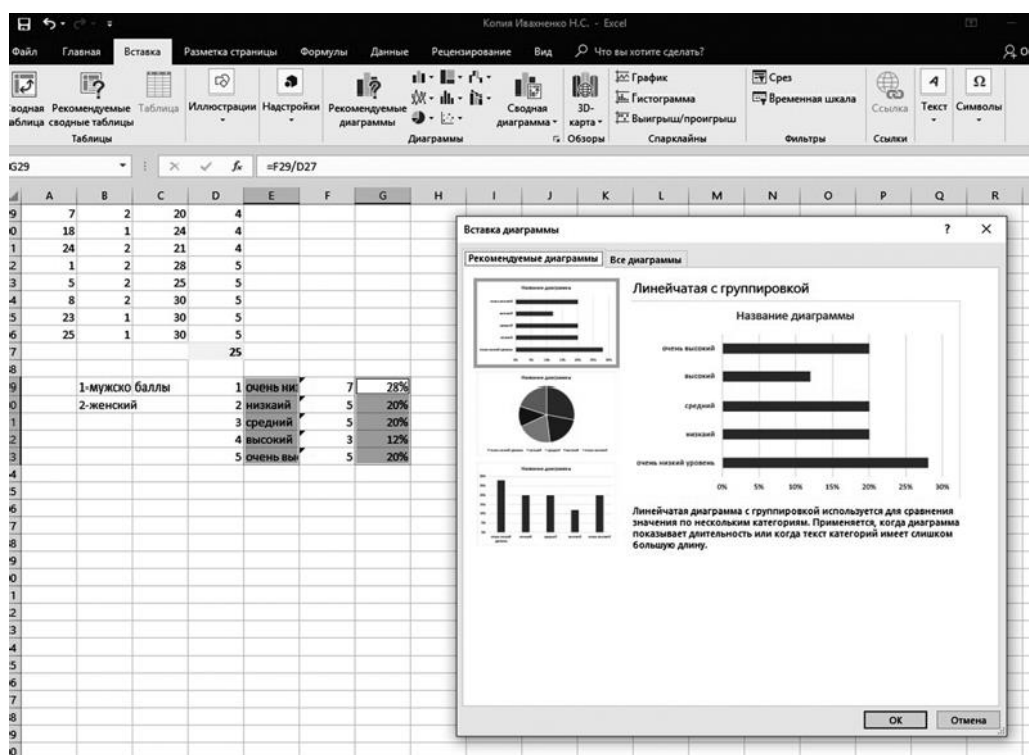 Копия Ивахненко Н.С. - Excel
Файл Главная Вставка Разметка страницы Формулы Данные Рецензирование Вид Что вы хотите сделать?
График
Гистограмма
Выигрыш/проигрыш
Срез
Временная шкала
Рекомендуемые сводные таблицы
Таблица
Иллюстрации
Надстройки
Рекомендуемые диаграммы
Сводная диаграмма
3D-карта
Ссылка
Текст
Символы
Таблицы Диаграммы Обзоры Спарклайны Фильтры Ссылки
G29 fx =F29/D27
A B C D E F G H I J K L M N O P Q R
7 2 20 4
18 1 24 4
24 2 21 4
1 2 28 5
5 2 25 5
8 2 30 5
23 1 30 5
25 1 30 5
25
1-мужско баллы 1 очень ни: 7 28%
2-женский 2 низкаий 5 20%
3 средний 5 20%
4 высокий 3 12%
5 очень вы 5 20%
Вставка диаграммы ? ×
Рекомендуемые диаграммы Все диаграммы
Линейчатая с группировкой
Название диаграммы
очень высокий
высокий
средний
низкаий
очень низкий уровень
0% 5% 10% 15% 20% 25% 30%
Линейчатая диаграмма с группировкой используется для сравнения
значения по нескольким категориям. Применяется, когда диаграмма
показывает длительность или когда текст категорий имеет слишком
большую длину.
Название диаграммы
Название диаграммы
Название диаграммы
OK Отмена